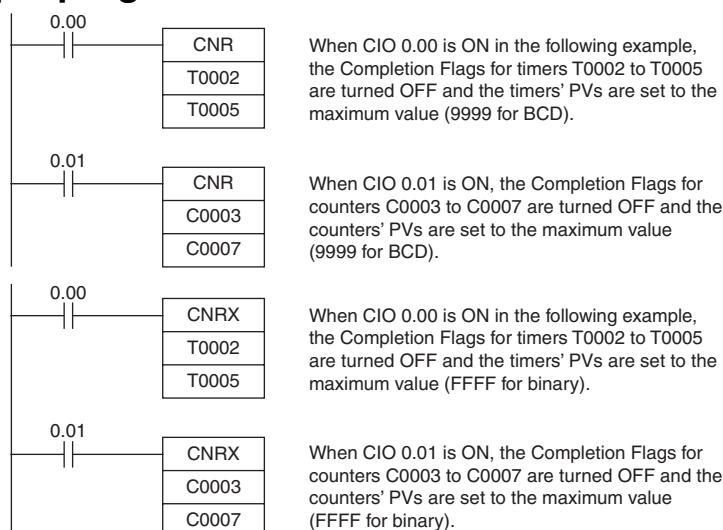 0.00
CNR
T0002
T0005
When CIO 0.00 is ON in the following example,
the Completion Flags for timers T0002 to T0005
are turned OFF and the timers' PVs are set to the
maximum value (9999 for BCD).
0.01
CNR
C0003
C0007
When CIO 0.01 is ON, the Completion Flags for
counters C0003 to C0007 are turned OFF and the
counters' PVs are set to the maximum value
(9999 for BCD).
0.00
CNRX
T0002
T0005
When CIO 0.00 is ON in the following example,
the Completion Flags for timers T0002 to T0005
are turned OFF and the timers' PVs are set to the
maximum value (FFFF for binary).
0.01
CNRX
C0003
C0007
When CIO 0.01 is ON, the Completion Flags for
counters C0003 to C0007 are turned OFF and the
counters' PVs are set to the maximum value
(FFFF for binary).